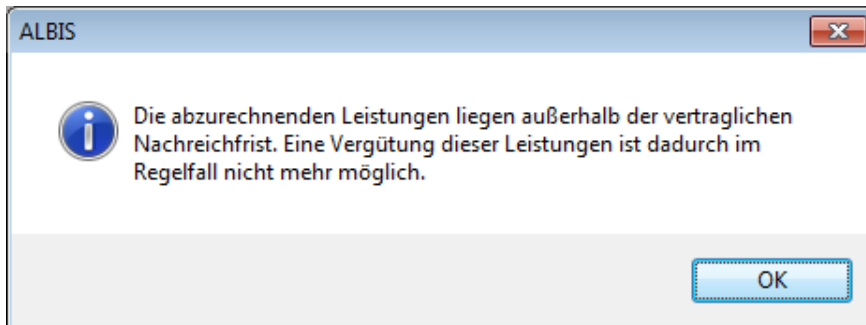 ALBIS
Die abzurechnenden Leistungen liegen außerhalb der vertraglichen
Nachreichfrist. Eine Vergütung dieser Leistungen ist dadurch im
Regelfall nicht mehr möglich.
OK